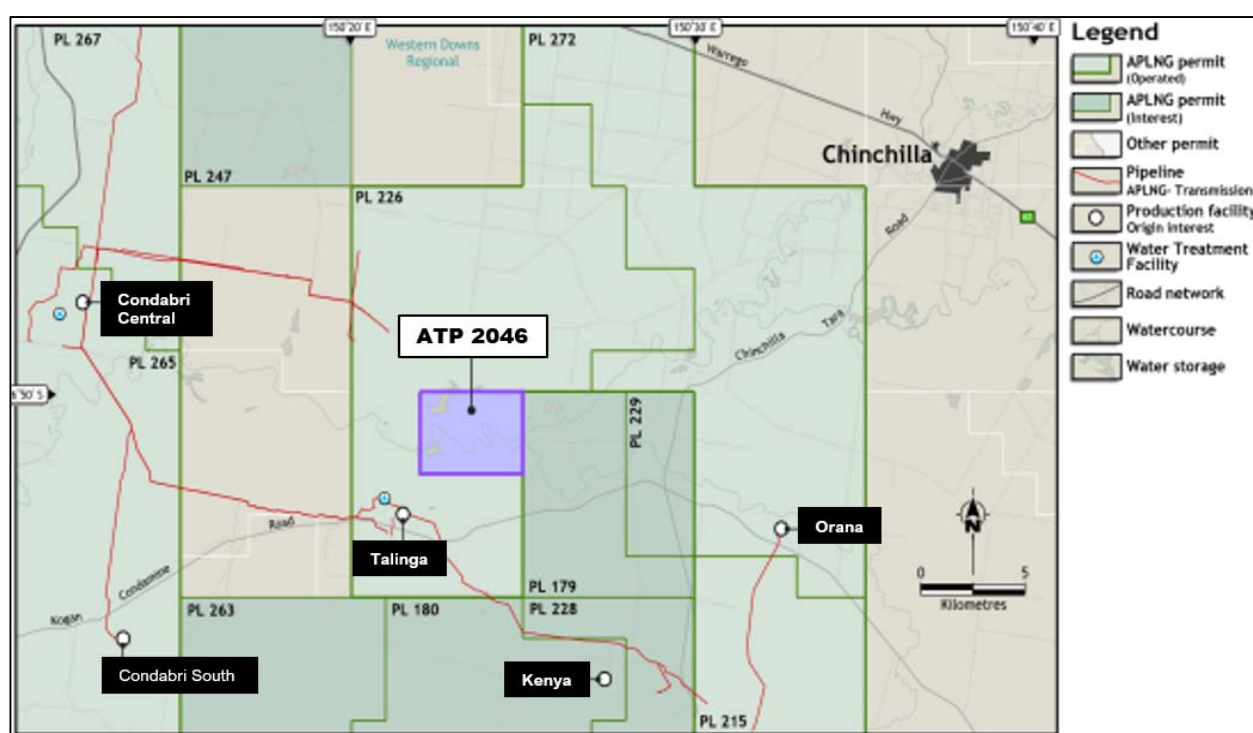 150°20' E
150°30' E
150°40' E
PL 267
Western Downs
Regional
PL 272
Warrego
Hwy
Chinchilla
PL 247
PL 226
Road
Condabri
Central
ATP 2046
Tara
Chinchilla
PL 265
PL 229
Talinga
Orana
Road
Condamine
Kogan
PL 179
PL 263
PL 180
PL 228
Condabri South
Kenya
PL 215
N
0
5
Kilometres
Legend
APLNG permit
(Operated)
APLNG permit
(Interest)
Other permit
Pipeline
APLNG- Transmission
Production facility
Origin interest
Water Treatment
Facility
Road network
Watercourse
Water storage